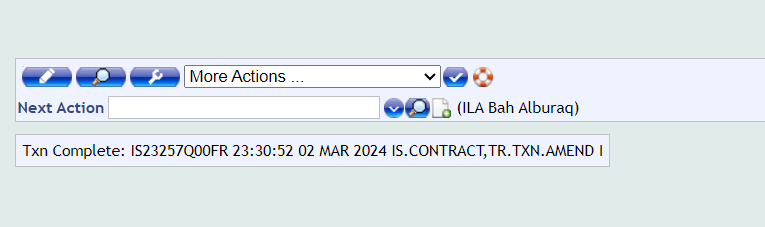 More Actions ...
Next Action (ILA Bah Alburaq)
Txn Complete: IS23257Q00FR 23:30:52 02 MAR 2024 IS.CONTRACT,TR.TXN.AMEND I